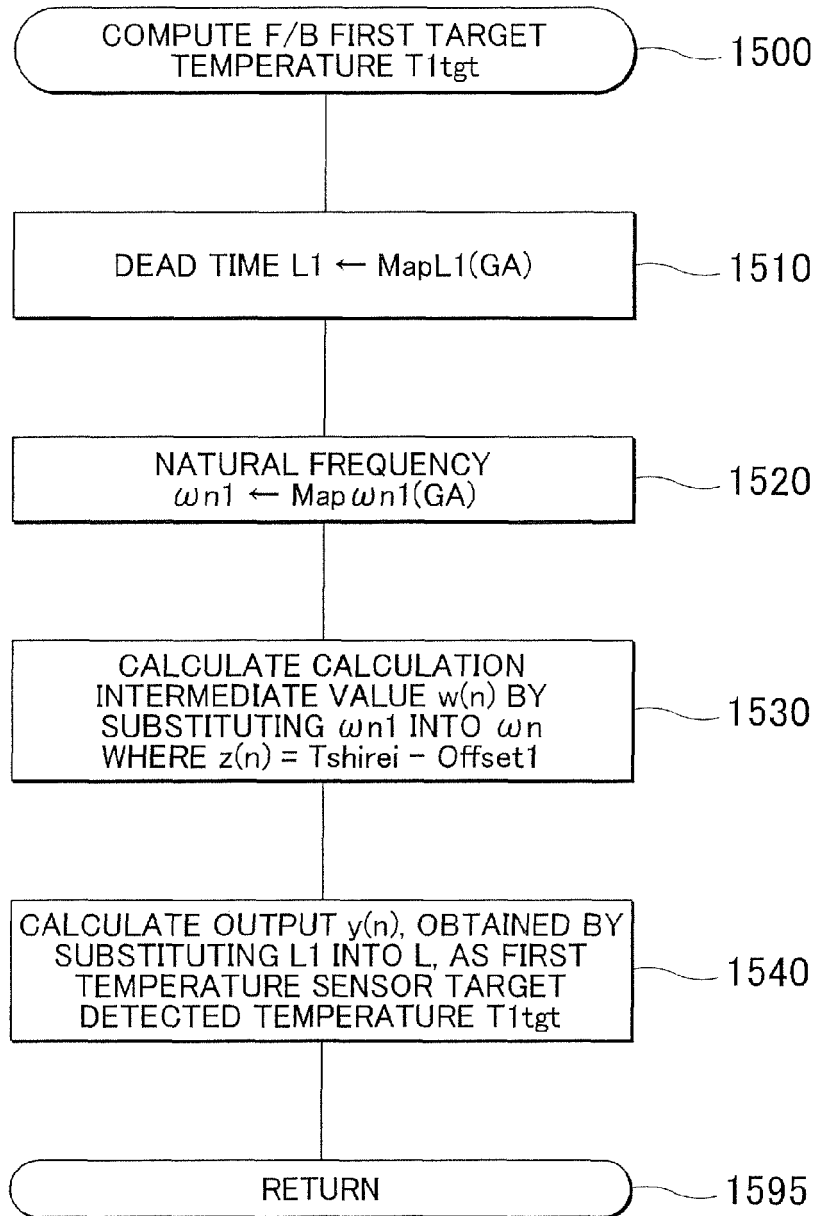 COMPUTE F/B FIRST TARGET
TEMPERATURE T1tgt
1500
DEAD TIME L1 ← MapL1(GA)
1510
NATURAL FREQUENCY
ωn1 ← Mapωn1(GA)
1520
CALCULATE CALCULATION
INTERMEDIATE VALUE w(n) BY
SUBSTITUTING ωn1 INTO ωn
WHERE z(n) = Tshirei − Offset1
1530
CALCULATE OUTPUT y(n), OBTAINED BY
SUBSTITUTING L1 INTO L, AS FIRST
TEMPERATURE SENSOR TARGET
DETECTED TEMPERATURE T1tgt
1540
RETURN
1595